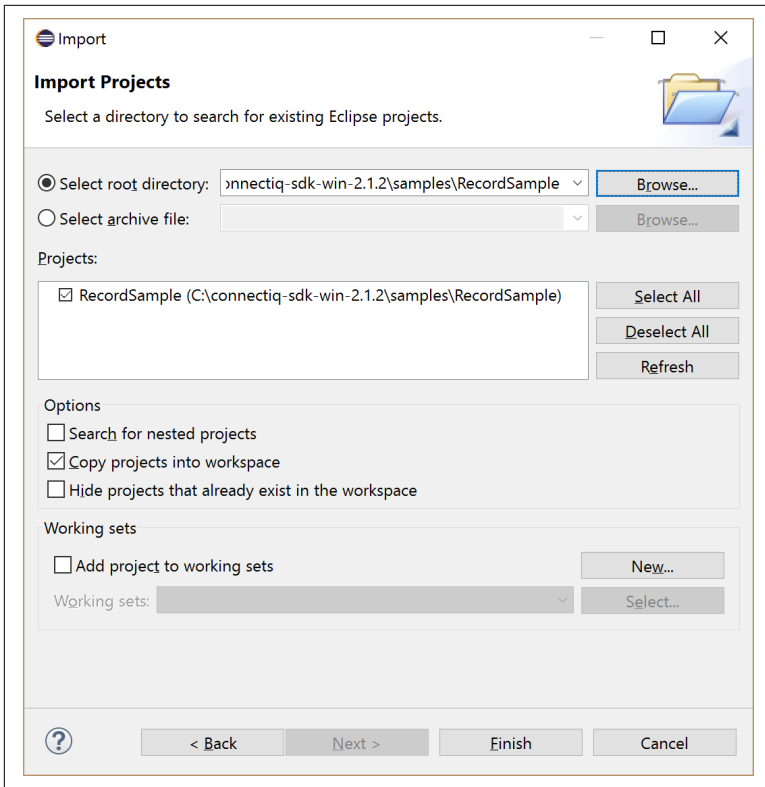 Import
Import Projects
Select a directory to search for existing Eclipse projects.
Select root directory: onnectiq-sdk-win-2.1.2\samples\RecordSample Browse...
Select archive file: Browse...
Projects:
RecordSample (C:\connectiq-sdk-win-2.1.2\samples\RecordSample)
Select All
Deselect All
Refresh
Options
Search for nested projects
Copy projects into workspace
Hide projects that already exist in the workspace
Working sets
Add project to working sets New...
Working sets: Select...
? < Back Next > Finish Cancel